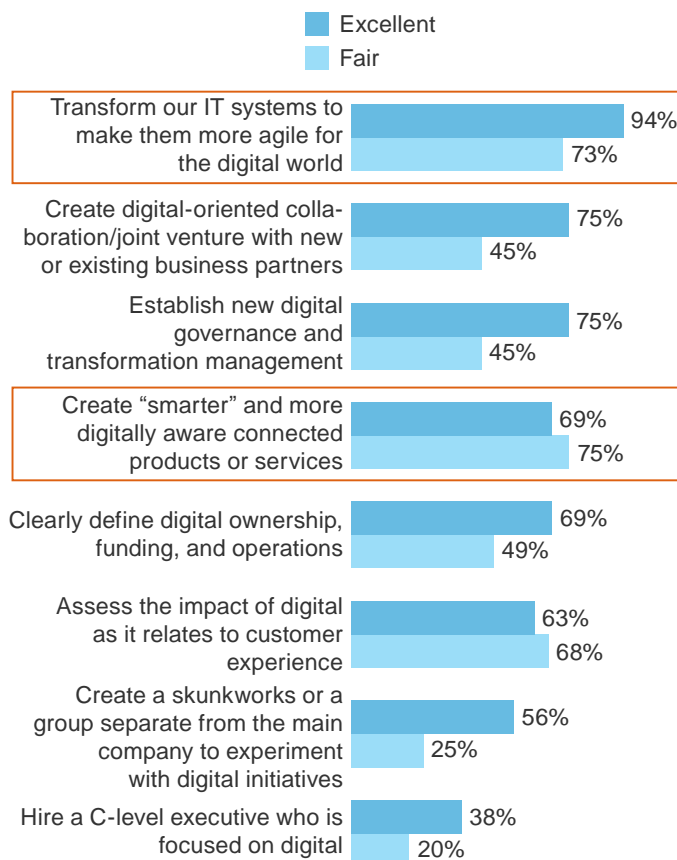 Excellent
Fair
Transform our IT systems to
make them more agile for
the digital world
94%
73%
Create digital-oriented colla-
boration/joint venture with new
or existing business partners
75%
45%
Establish new digital
governance and
transformation management
75%
45%
Create “smarter” and more
digitally aware connected
products or services
69%
75%
Clearly define digital ownership,
funding, and operations
69%
49%
Assess the impact of digital
as it relates to customer
experience
63%
68%
Create a skunkworks or a
group separate from the main
company to experiment
with digital initiatives
56%
25%
Hire a C-level executive who is
focused on digital
38%
20%